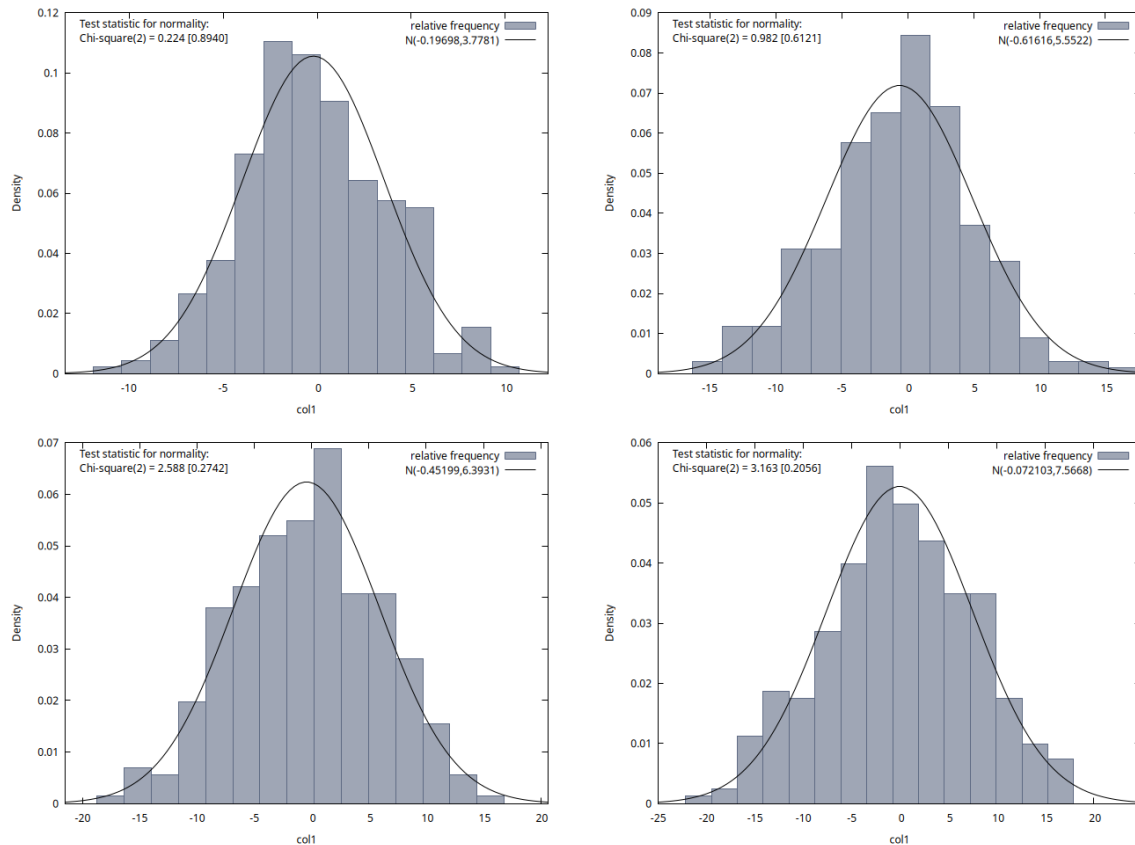 Test statistic for normality:
Chi-square(2) = 0.224 [0.8940]
relative frequency
N(-0.19698,3.7781)
0.12
0.1
0.08
0.06
0.04
0.02
0
Density
-10
-5
0
5
10
col1
Test statistic for normality:
Chi-square(2) = 0.982 [0.6121]
relative frequency
N(-0.61616,5.5522)
0.09
0.08
0.07
0.06
0.05
0.04
0.03
0.02
0.01
0
Density
-15
-10
-5
0
5
10
15
col1
Test statistic for normality:
Chi-square(2) = 2.588 [0.2742]
relative frequency
N(-0.45199,6.3931)
0.07
0.06
0.05
0.04
0.03
0.02
0.01
0
Density
-20
-15
-10
-5
0
5
10
15
20
col1
Test statistic for normality:
Chi-square(2) = 3.163 [0.2056]
relative frequency
N(-0.072103,7.5668)
0.06
0.05
0.04
0.03
0.02
0.01
0
Density
-25
-20
-15
-10
-5
0
5
10
15
20
col1